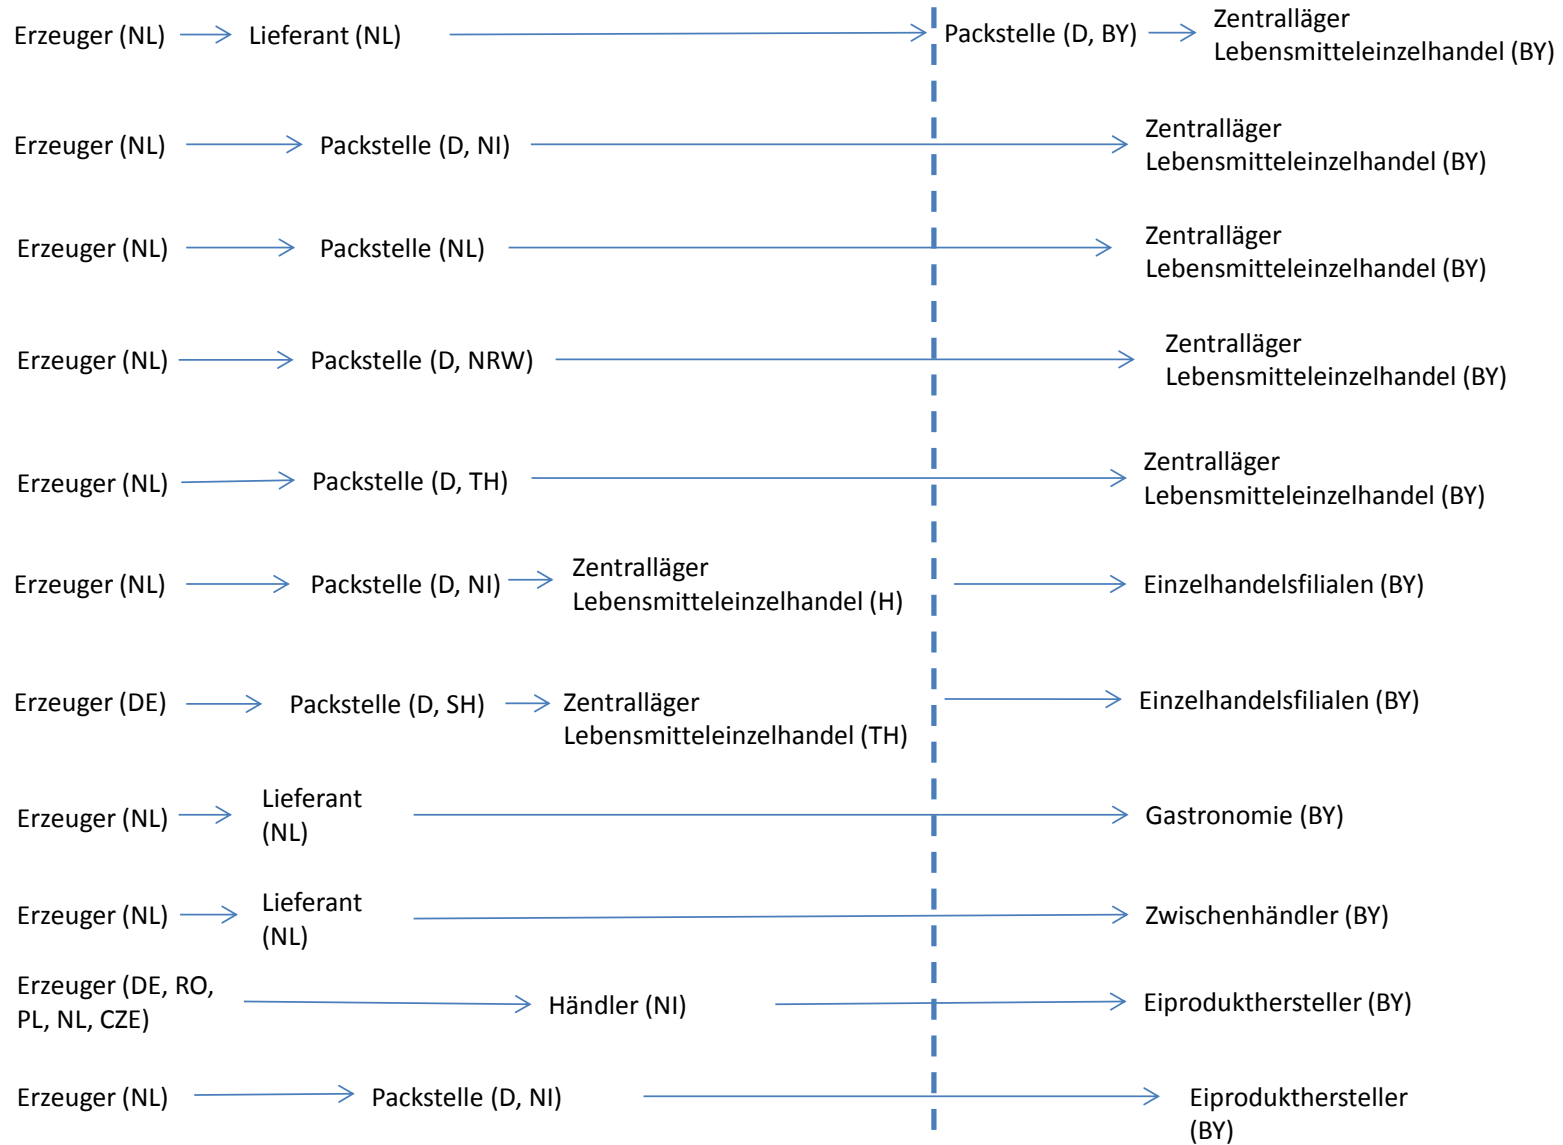 Erzeuger (NL)
Lieferant (NL)
Packstelle (D, BY)
Zentralläger
Lebensmitteleinzelhandel (BY)
Erzeuger (NL)
Packstelle (D, NI)
Zentralläger
Lebensmitteleinzelhandel (BY)
Erzeuger (NL)
Packstelle (NL)
Zentralläger
Lebensmitteleinzelhandel (BY)
Erzeuger (NL)
Packstelle (D, NRW)
Zentralläger
Lebensmitteleinzelhandel (BY)
Erzeuger (NL)
Packstelle (D, TH)
Zentralläger
Lebensmitteleinzelhandel (BY)
Erzeuger (NL)
Packstelle (D, NI)
Zentralläger
Lebensmitteleinzelhandel (H)
Einzelhandelsfilialen (BY)
Erzeuger (DE)
Packstelle (D, SH)
Zentralläger
Lebensmitteleinzelhandel (TH)
Einzelhandelsfilialen (BY)
Erzeuger (NL)
Lieferant
(NL)
Gastronomie (BY)
Erzeuger (NL)
Lieferant
(NL)
Zwischenhändler (BY)
Erzeuger (DE, RO,
PL, NL, CZE)
Händler (NI)
Eiprodukthersteller (BY)
Erzeuger (NL)
Packstelle (D, NI)
Eiprodukthersteller
(BY)